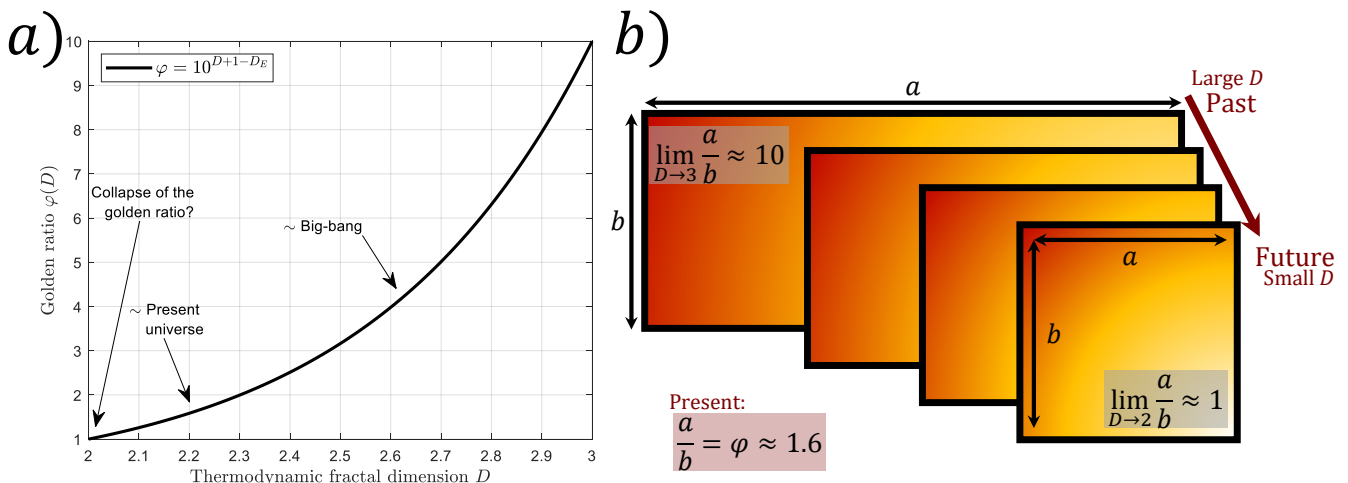 a)
φ = 10^{D+1−D_E}
10
9
8
7
6
5
4
3
2
1
Golden ratio φ(D)
Collapse of the
golden ratio?
∼ Big-bang
∼ Present
universe
2
2.1
2.2
2.3
2.4
2.5
2.6
2.7
2.8
2.9
3
Thermodynamic fractal dimension D
b)
a
b
lim_{D→3} a/b ≈ 10
Large D
Past
Future
Small D
a
b
lim_{D→2} a/b ≈ 1
Present:
a/b = φ ≈ 1.6